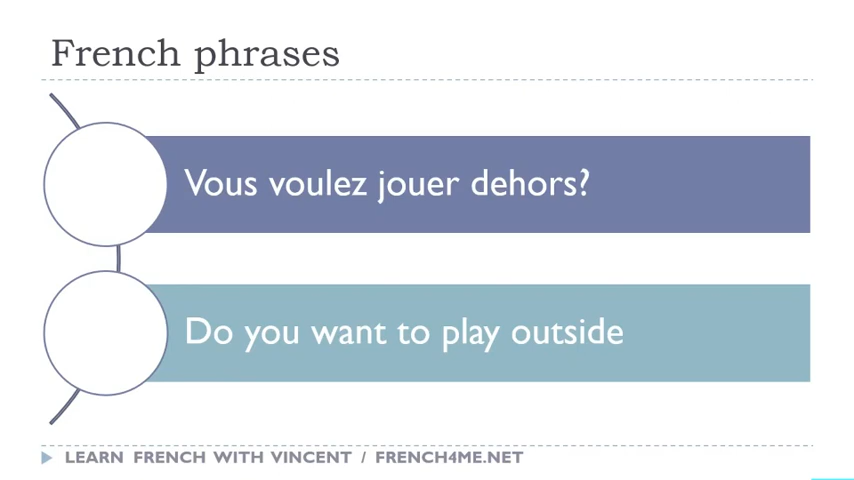 French phrases
Vous voulez jouer dehors?
Do you want to play outside
LEARN FRENCH WITH VINCENT / FRENCH4ME.NET